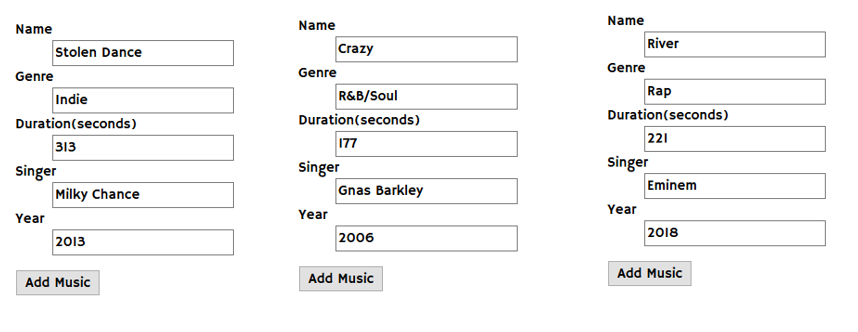 Name
Stolen Dance
Genre
Indie
Duration(seconds)
313
Singer
Milky Chance
Year
2013
Add Music
Name
Crazy
Genre
R&B/Soul
Duration(seconds)
177
Singer
Gnas Barkley
Year
2006
Add Music
Name
River
Genre
Rap
Duration(seconds)
221
Singer
Eminem
Year
2018
Add Music